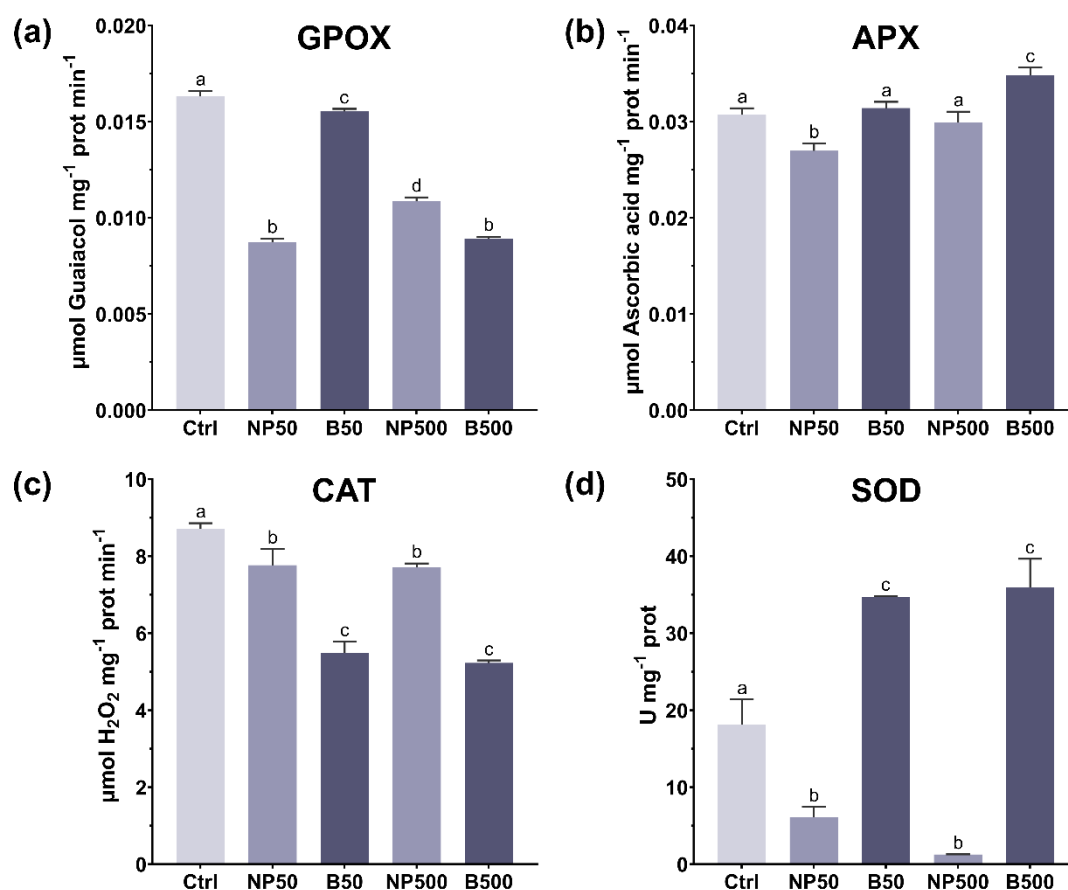 (a)
GPOX
µmol Guaiacol mg⁻¹ prot min⁻¹
0.020
0.015
0.010
0.005
0.000
a
b
c
d
b
Ctrl NP50 B50 NP500 B500
(b)
APX
µmol Ascorbic acid mg⁻¹ prot min⁻¹
0.04
0.03
0.02
0.01
0.00
a
b
a
a
c
Ctrl NP50 B50 NP500 B500
(c)
CAT
µmol H₂O₂ mg⁻¹ prot min⁻¹
10
8
6
4
2
0
a
b
c
b
c
Ctrl NP50 B50 NP500 B500
(d)
SOD
U mg⁻¹ prot
50
40
30
20
10
0
a
b
c
b
c
Ctrl NP50 B50 NP500 B500